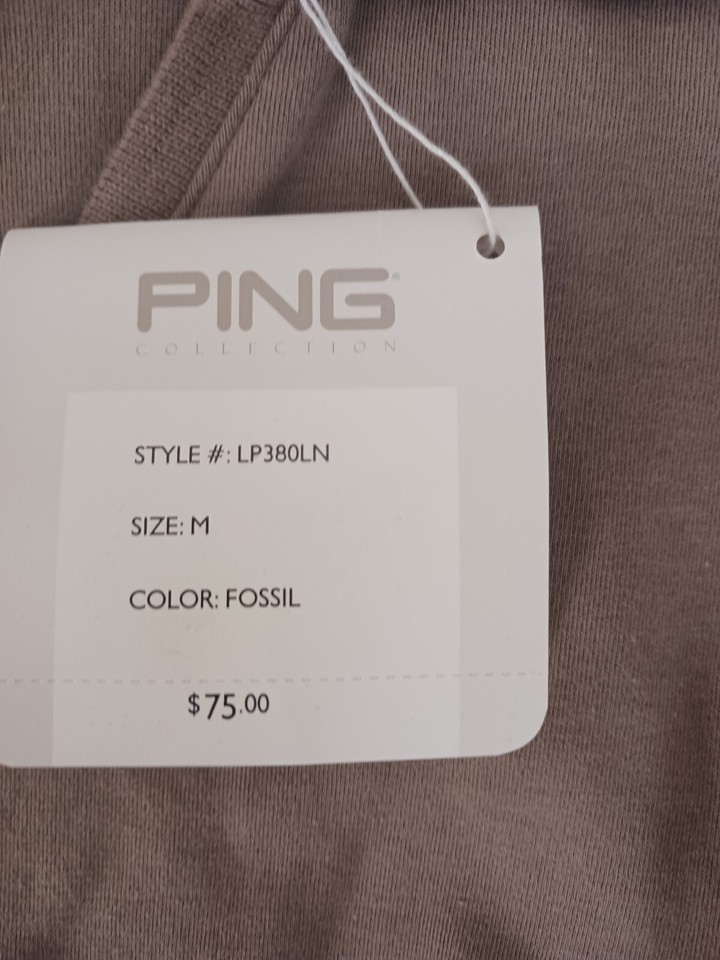 PING®
COLLECTION
STYLE #: LP380LN
SIZE: M
COLOR: FOSSIL
$75.00